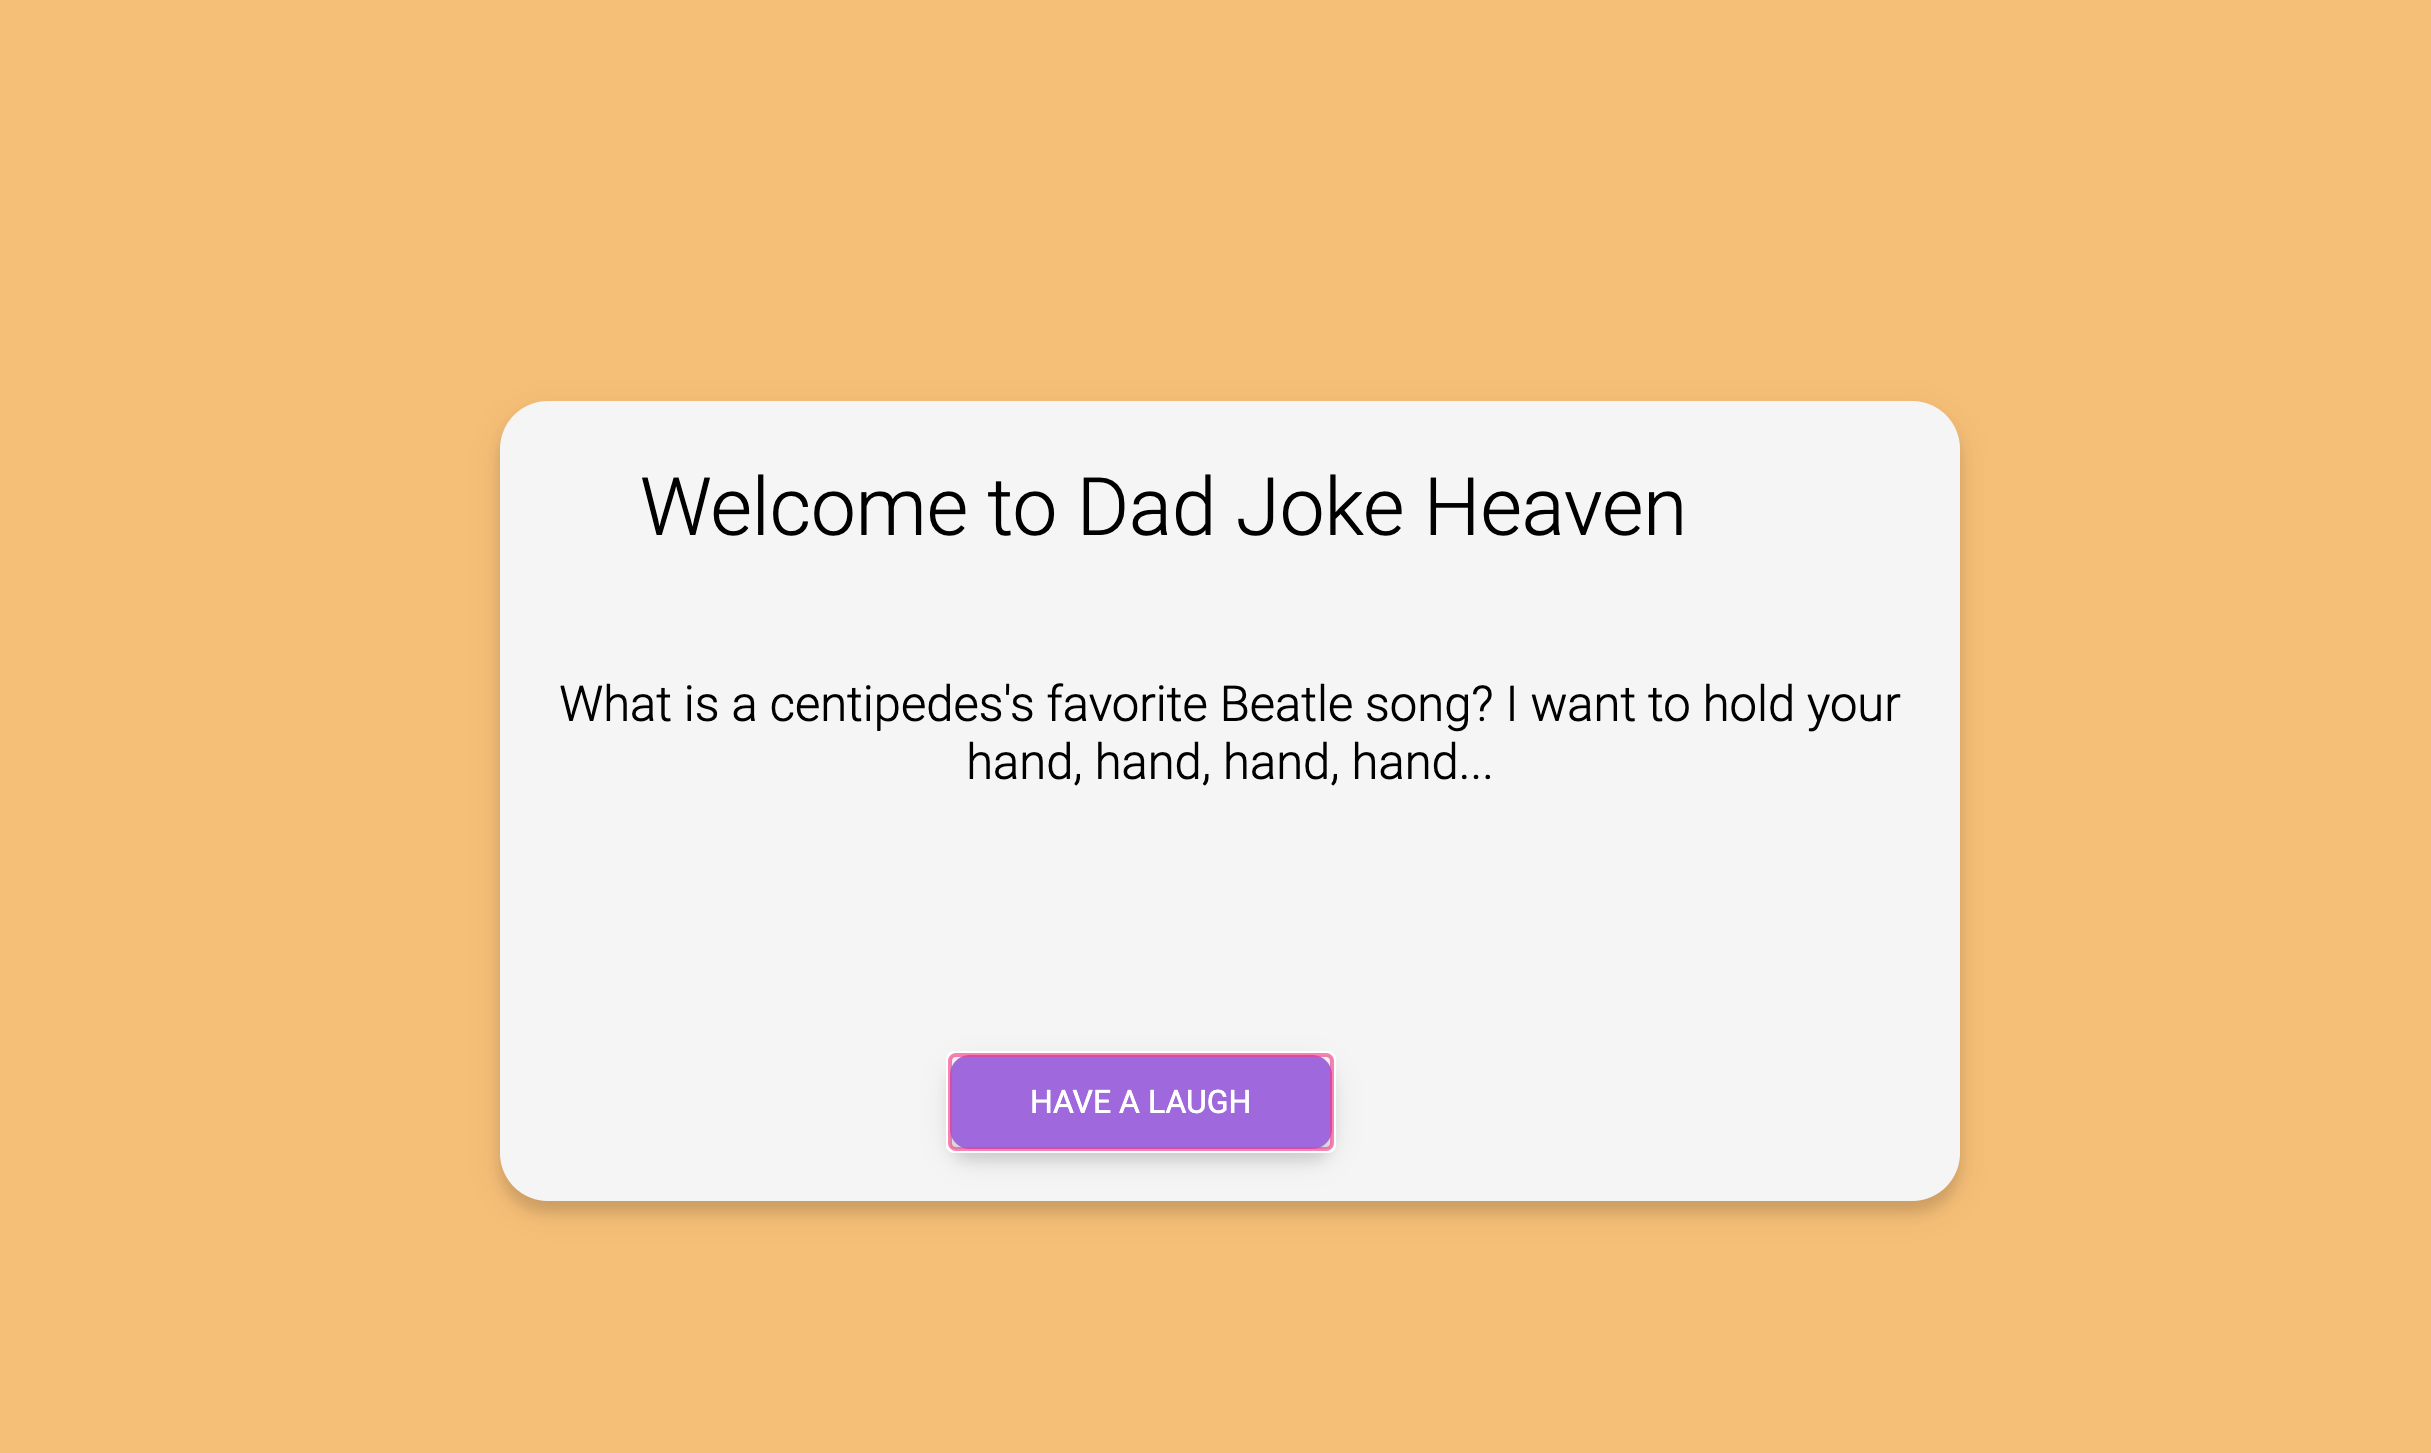 Welcome to Dad Joke Heaven
What is a centipedes's favorite Beatle song? I want to hold your
hand, hand, hand, hand...
HAVE A LAUGH